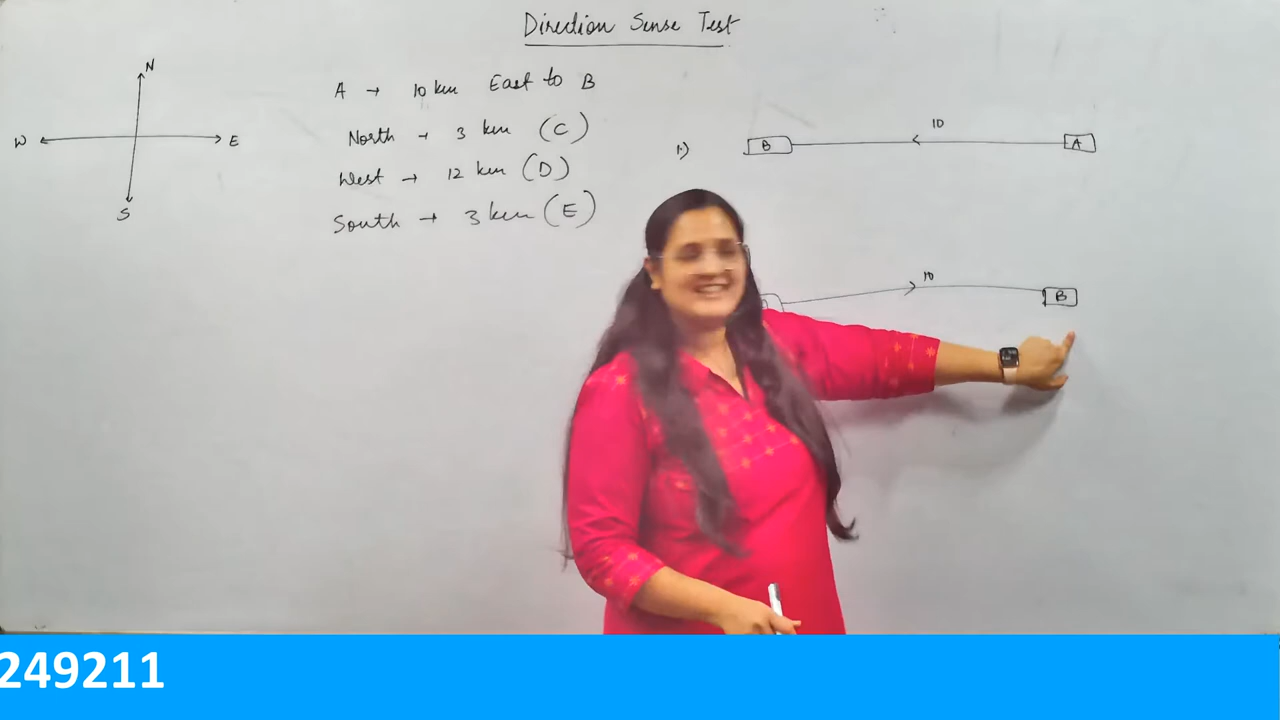 Direction Sense Test
N
W E
S
A → 10 km East to B
North → 3 km (C)
West → 12 km (D)
South → 3 km (E)
1.) B 10 A
10 B
249211